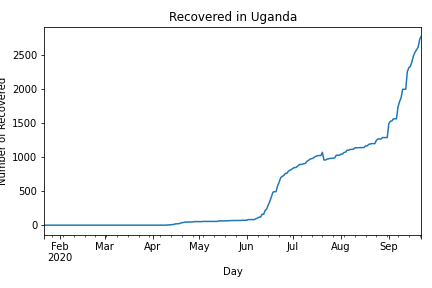 Recovered in Uganda
Number of Recovered
2500
2000
1500
1000
500
0
Feb Mar Apr May Jun Jul Aug Sep
2020
Day